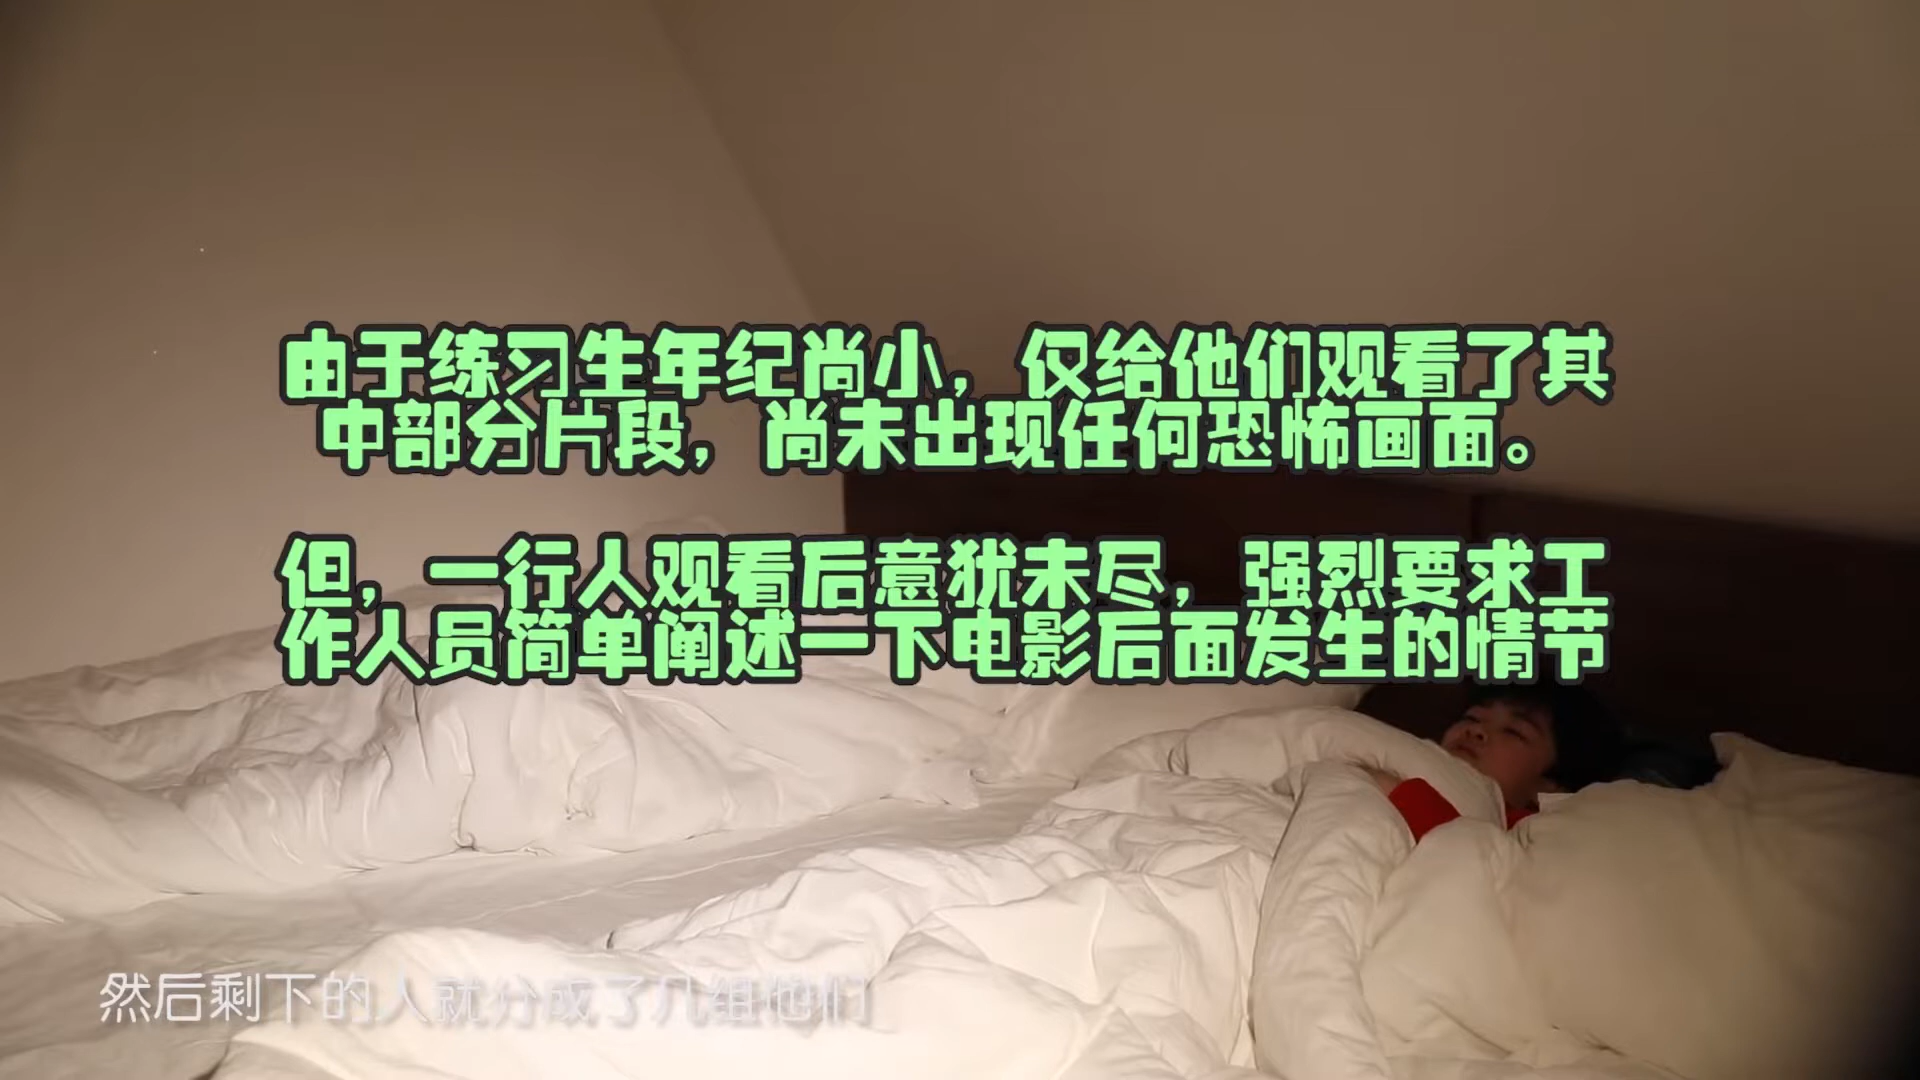 由于练习生年纪尚小，仅给他们观看了其
中部分片段，尚未出现任何恐怖画面。
但，一行人观看后意犹未尽，强烈要求工
作人员简单阐述一下电影后面发生的情节
然后剩下的人就分成了几组他们